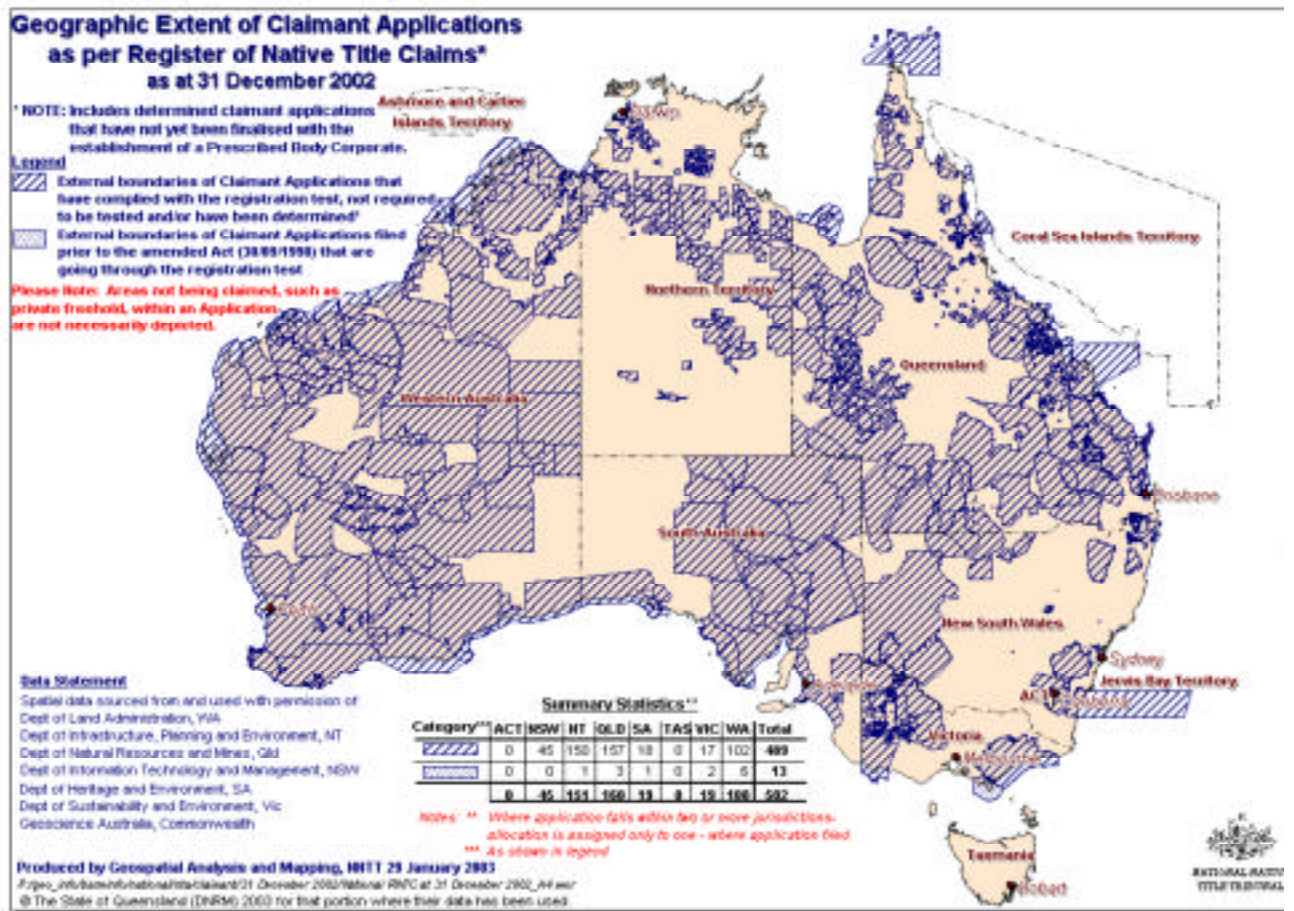 Geographic Extent of Claimant Applications
as per Register of Native Title Claims*
as at 31 December 2002
* NOTE: Includes determined claimant applications
that have not yet been finalised with the
establishment of a Prescribed Body Corporate.
Legend
External boundaries of Claimant Applications that
have complied with the registration test, not required
to be tested and/or have been determined*
External boundaries of Claimant Applications filed
prior to the amended Act (30/09/1998) that are
going through the registration test
Please Note: Areas not being claimed, such as
private freehold, within an Application
are not necessarily depicted.
Ashmore and Cartier
Islands Territory
Darwin
Coral Sea Islands Territory
Northern Territory
Queensland
Western Australia
Brisbane
South Australia
Perth
New South Wales
Sydney
Jervis Bay Territory
ACT
Canberra
Adelaide
Victoria
Melbourne
Tasmania
Hobart
Data Statement
Spatial data sourced from and used with permission of
Dept of Land Administration, WA
Dept of Infrastructure, Planning and Environment, NT
Dept of Natural Resources and Mines, Qld
Dept of Information Technology and Management, NSW
Dept of Heritage and Environment, SA
Dept of Sustainability and Environment, Vic
Geoscience Australia, Commonwealth
Summary Statistics**
Category*** ACT NSW NT QLD SA TAS VIC WA Total
0 45 150 157 18 0 17 102 489
0 0 1 3 1 0 2 6 13
0 45 151 160 19 0 19 108 502
Notes: ** Where application falls within two or more jurisdictions-
allocation is assigned only to one - where application filed
*** As shown in legend
Produced by Geospatial Analysis and Mapping, NNTT 29 January 2003
© The State of Queensland (DNRM) 2003 for that portion where their data has been used.
NATIONAL NATIVE
TITLE TRIBUNAL